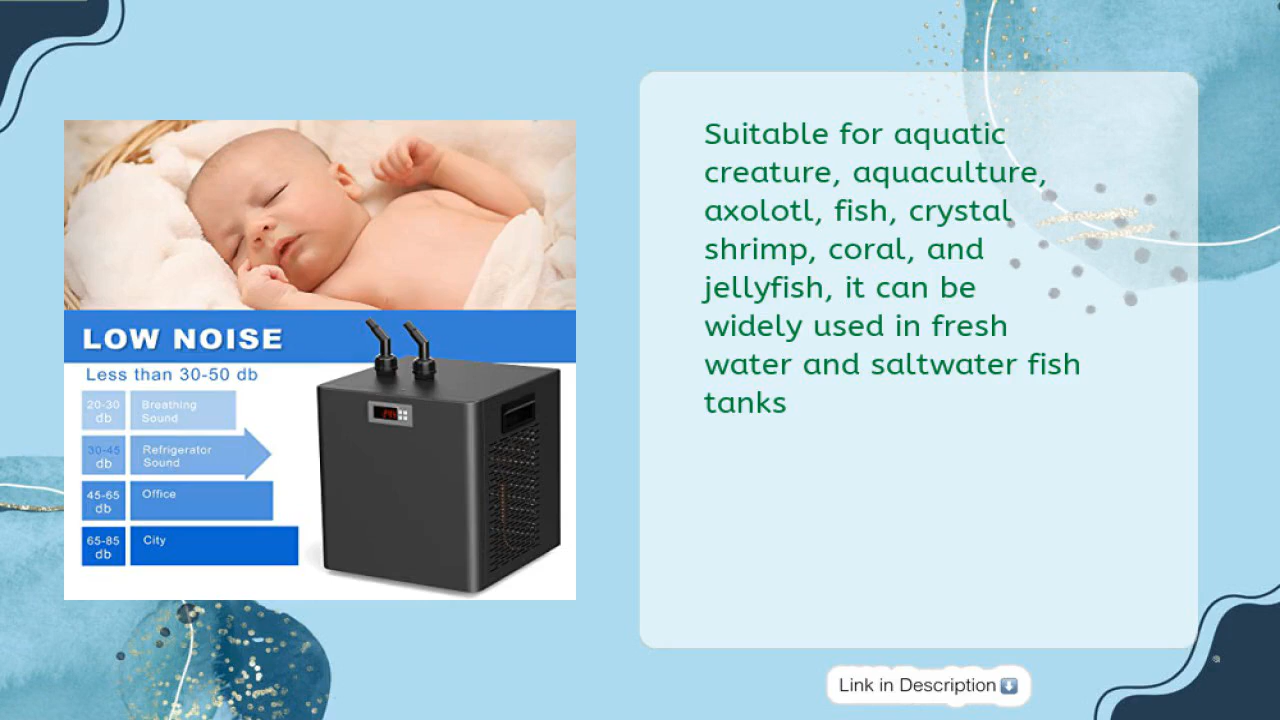 LOW NOISE
Less than 30-50 db
20-30 db
Breathing Sound
30-45 db
Refrigerator Sound
45-65 db
Office
65-85 db
City
Suitable for aquatic
creature, aquaculture,
axolotl, fish, crystal
shrimp, coral, and
jellyfish, it can be
widely used in fresh
water and saltwater fish
tanks
Link in Description